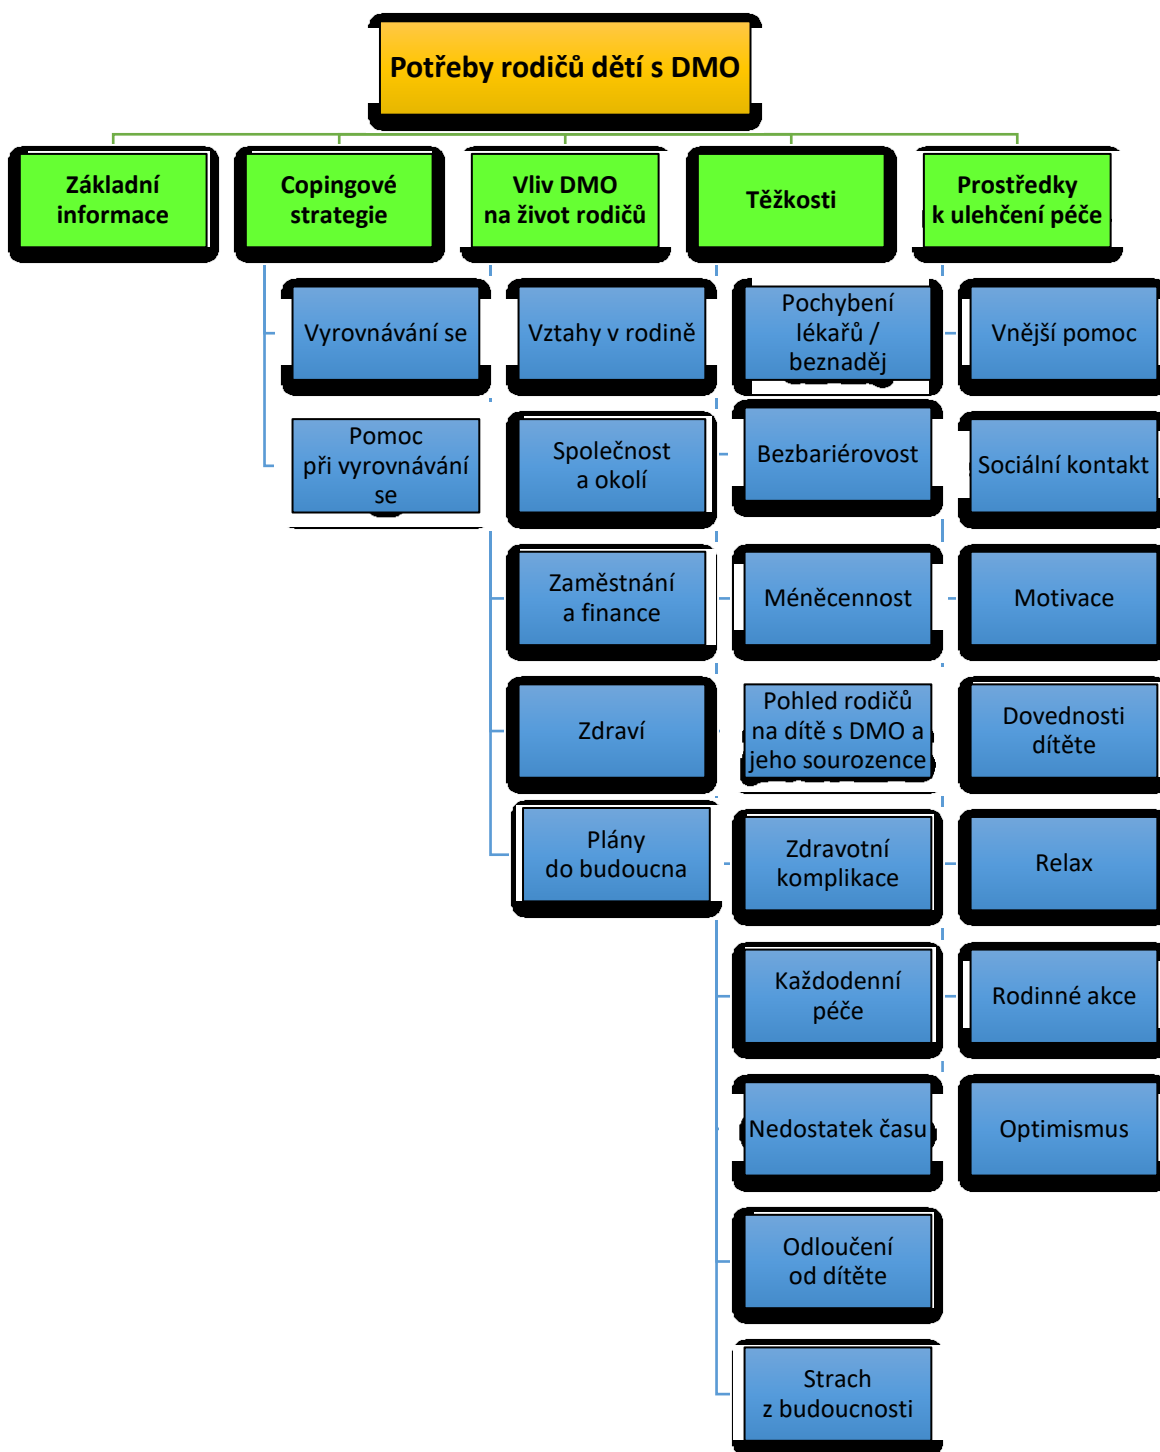 Potřeby rodičů dětí s DMO
Základní
informace
Copingové
strategie
Vliv DMO
na život rodičů
Těžkosti
Prostředky
k ulehčení péče
Vyrovnávání se
Pomoc
při vyrovnávání
se
Vztahy v rodině
Společnost
a okolí
Zaměstnání
a finance
Zdraví
Plány
do budoucna
Pochybení
lékařů /
beznaděj
Bezbariérovost
Méněcennost
Pohled rodičů
na dítě s DMO a
jeho sourozence
Zdravotní
komplikace
Každodenní
péče
Nedostatek času
Odloučení
od dítěte
Strach
z budoucnosti
Vnější pomoc
Sociální kontakt
Motivace
Dovednosti
dítěte
Relax
Rodinné akce
Optimismus